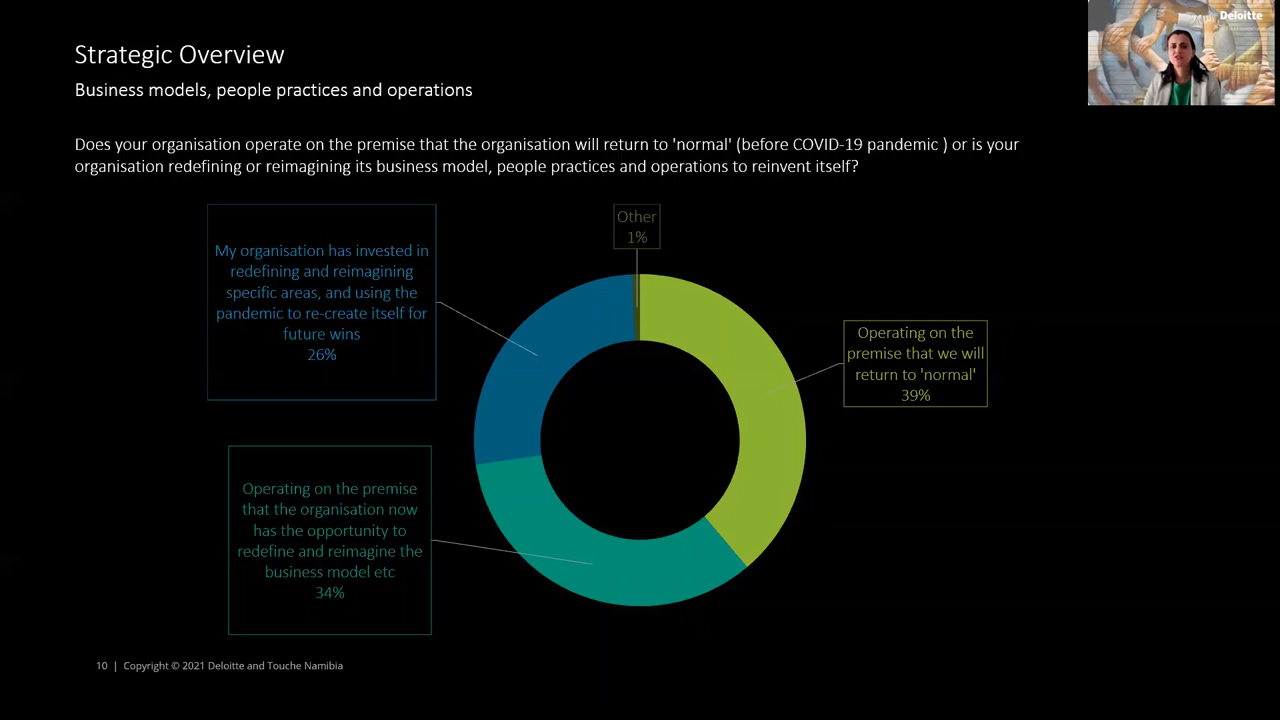 Deloitte
Strategic Overview
Business models, people practices and operations
Does your organisation operate on the premise that the organisation will return to 'normal' (before COVID-19 pandemic ) or is your
organisation redefining or reimagining its business model, people practices and operations to reinvent itself?
My organisation has invested in
redefining and reimagining
specific areas, and using the
pandemic to re-create itself for
future wins
26%
Other
1%
Operating on the
premise that we will
return to 'normal'
39%
Operating on the premise
that the organisation now
has the opportunity to
redefine and reimagine the
business model etc
34%
10 | Copyright © 2021 Deloitte and Touche Namibia